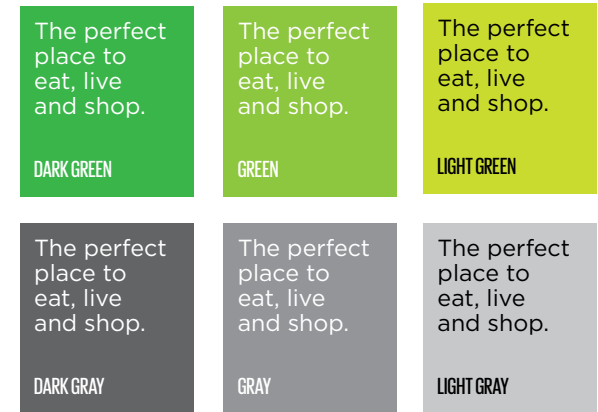 The perfect
place to
eat, live
and shop.
DARK GREEN
The perfect
place to
eat, live
and shop.
GREEN
The perfect
place to
eat, live
and shop.
LIGHT GREEN
The perfect
place to
eat, live
and shop.
DARK GRAY
The perfect
place to
eat, live
and shop.
GRAY
The perfect
place to
eat, live
and shop.
LIGHT GRAY